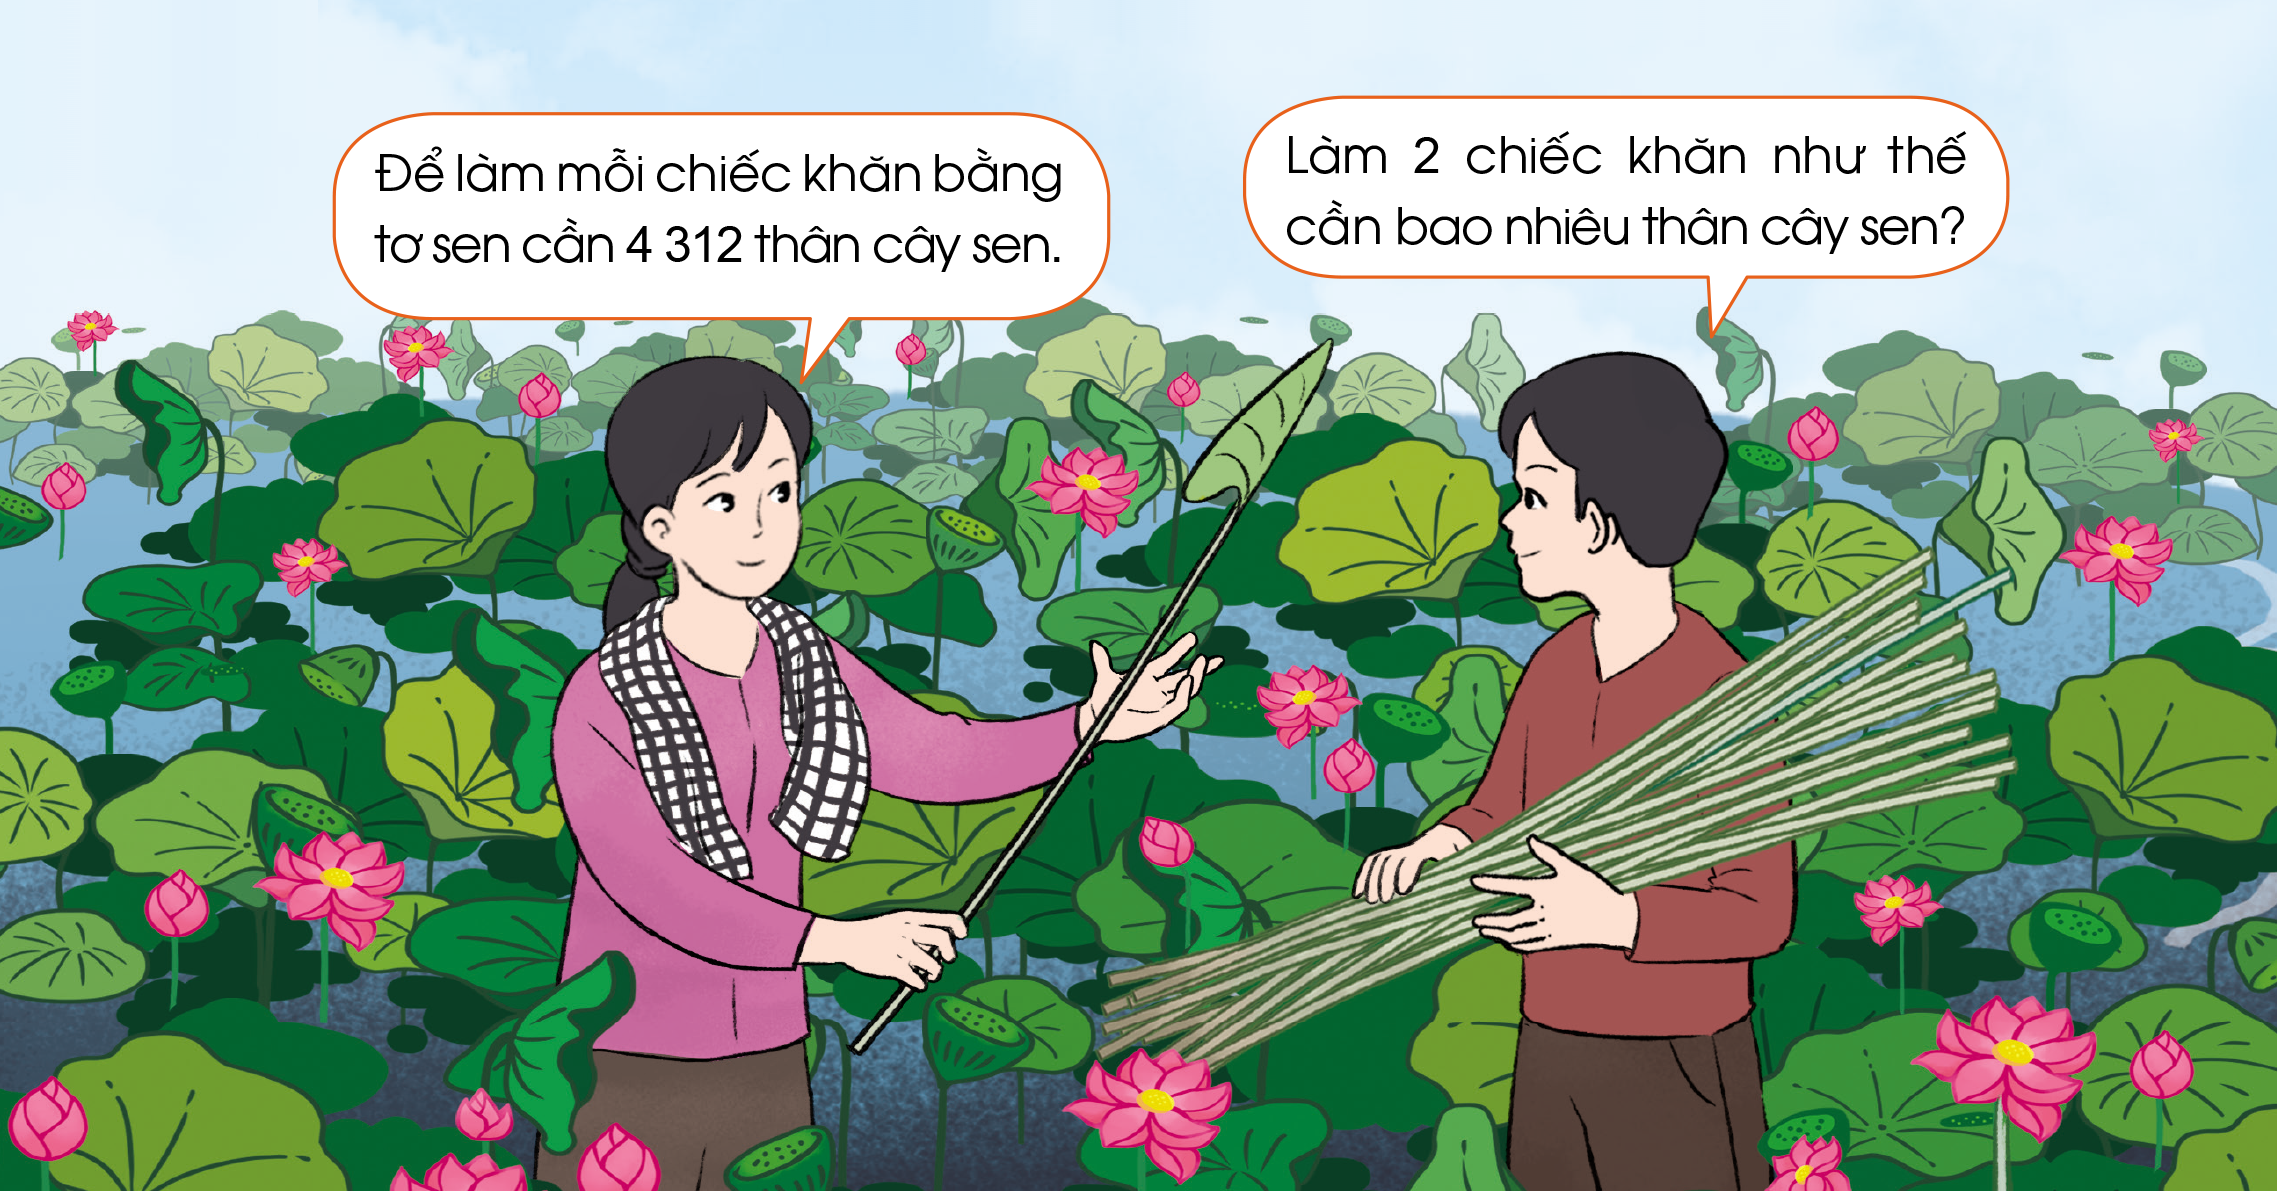 Để làm mỗi chiếc khăn bằng
tơ sen cần 4 312 thân cây sen.
Làm 2 chiếc khăn như thế
cần bao nhiêu thân cây sen?